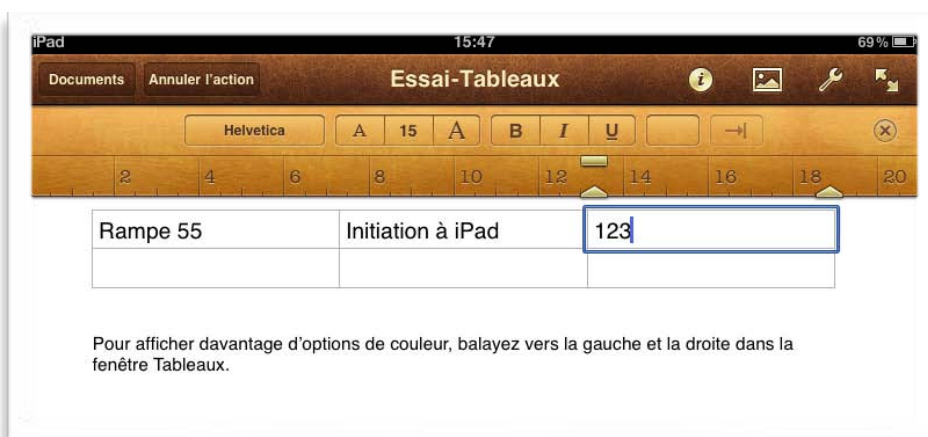 iPad 15:47 69 %
Documents Annuler l'action Essai-Tableaux i
Helvetica A 15 A B I U
2 4 6 8 10 12 14 16 18 20
Rampe 55 Initiation à iPad 123
Pour afficher davantage d'options de couleur, balayez vers la gauche et la droite dans la
fenêtre Tableaux.